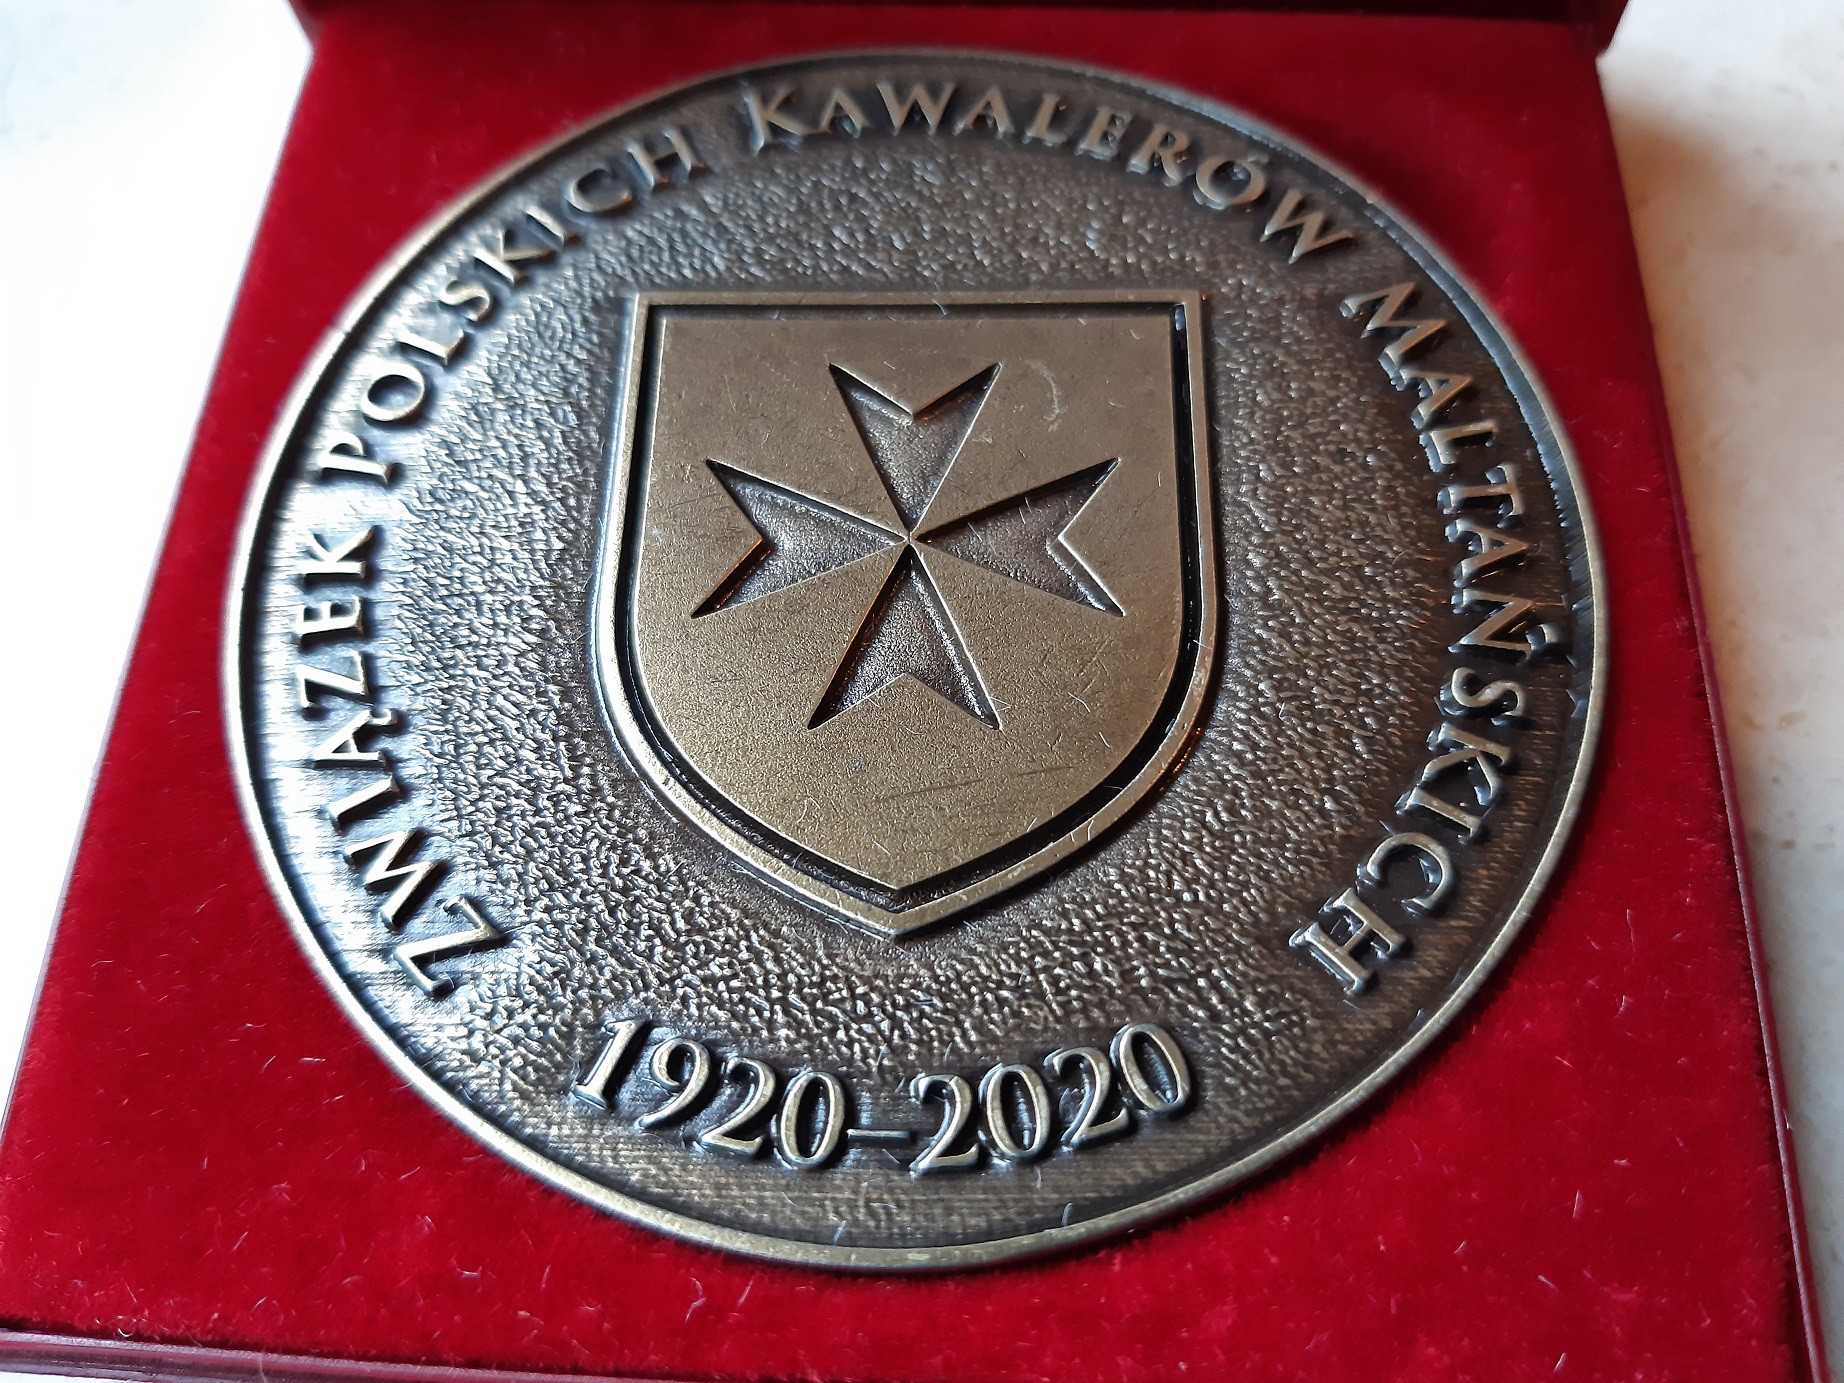 ZWIĄZEK POLSKICH KAWALERÓW MALTAŃSKICH
1920–2020